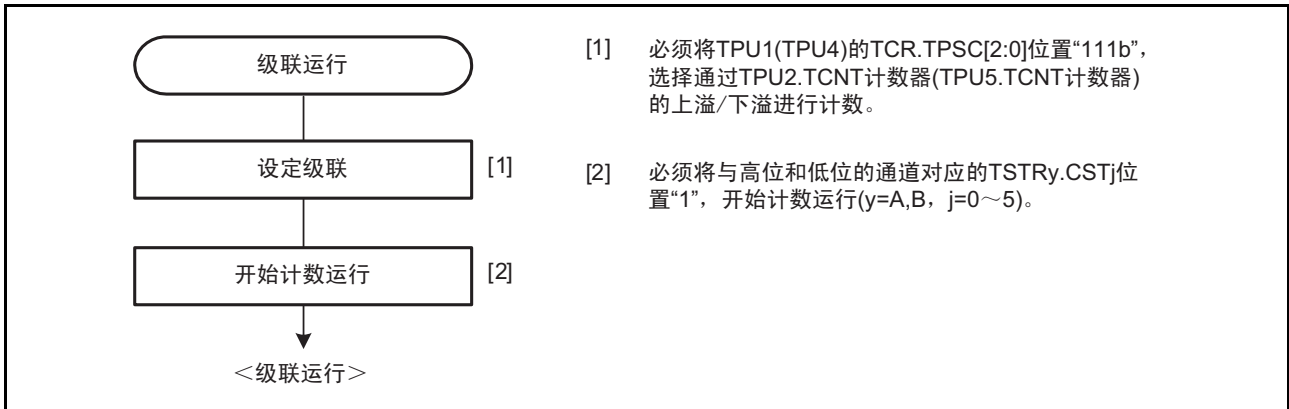 级联运行
设定级联 [1]
开始计数运行 [2]
＜级联运行＞
[1] 必须将TPU1(TPU4)的TCR.TPSC[2:0]位置“111b”，
选择通过TPU2.TCNT计数器(TPU5.TCNT计数器)
的上溢/下溢进行计数。
[2] 必须将与高位和低位的通道对应的TSTRy.CSTj位
置“1”，开始计数运行(y=A,B，j=0～5)。